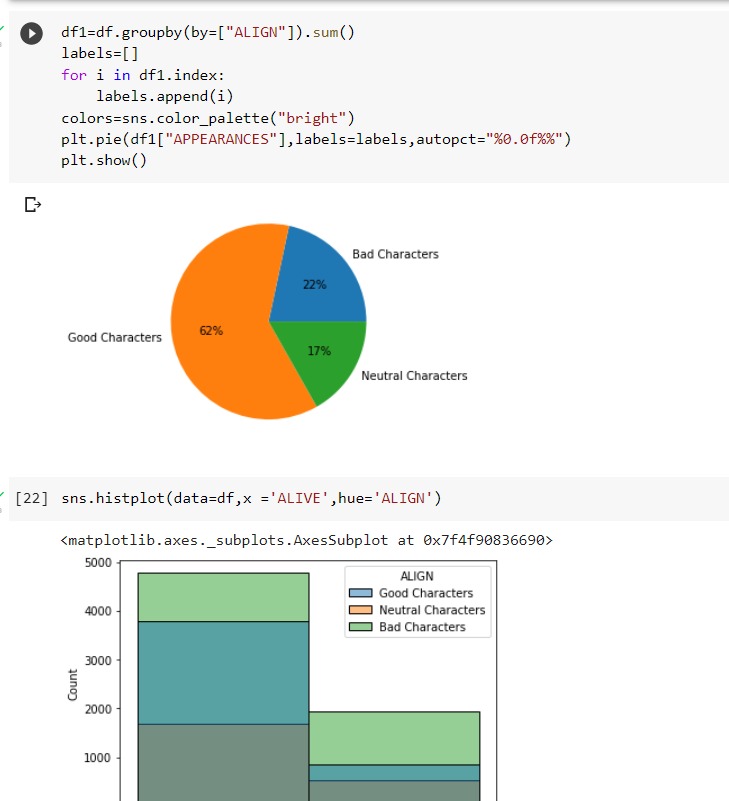 df1=df.groupby(by=["ALIGN"]).sum()
labels=[]
for i in df1.index:
    labels.append(i)
colors=sns.color_palette("bright")
plt.pie(df1["APPEARANCES"],labels=labels,autopct="%0.0f%%")
plt.show()
Bad Characters
22%
62%
Good Characters
17%
Neutral Characters
[22] sns.histplot(data=df,x ='ALIVE',hue='ALIGN')
<matplotlib.axes._subplots.AxesSubplot at 0x7f4f90836690>
5000
ALIGN
Good Characters
Neutral Characters
Bad Characters
4000
3000
Count
2000
1000